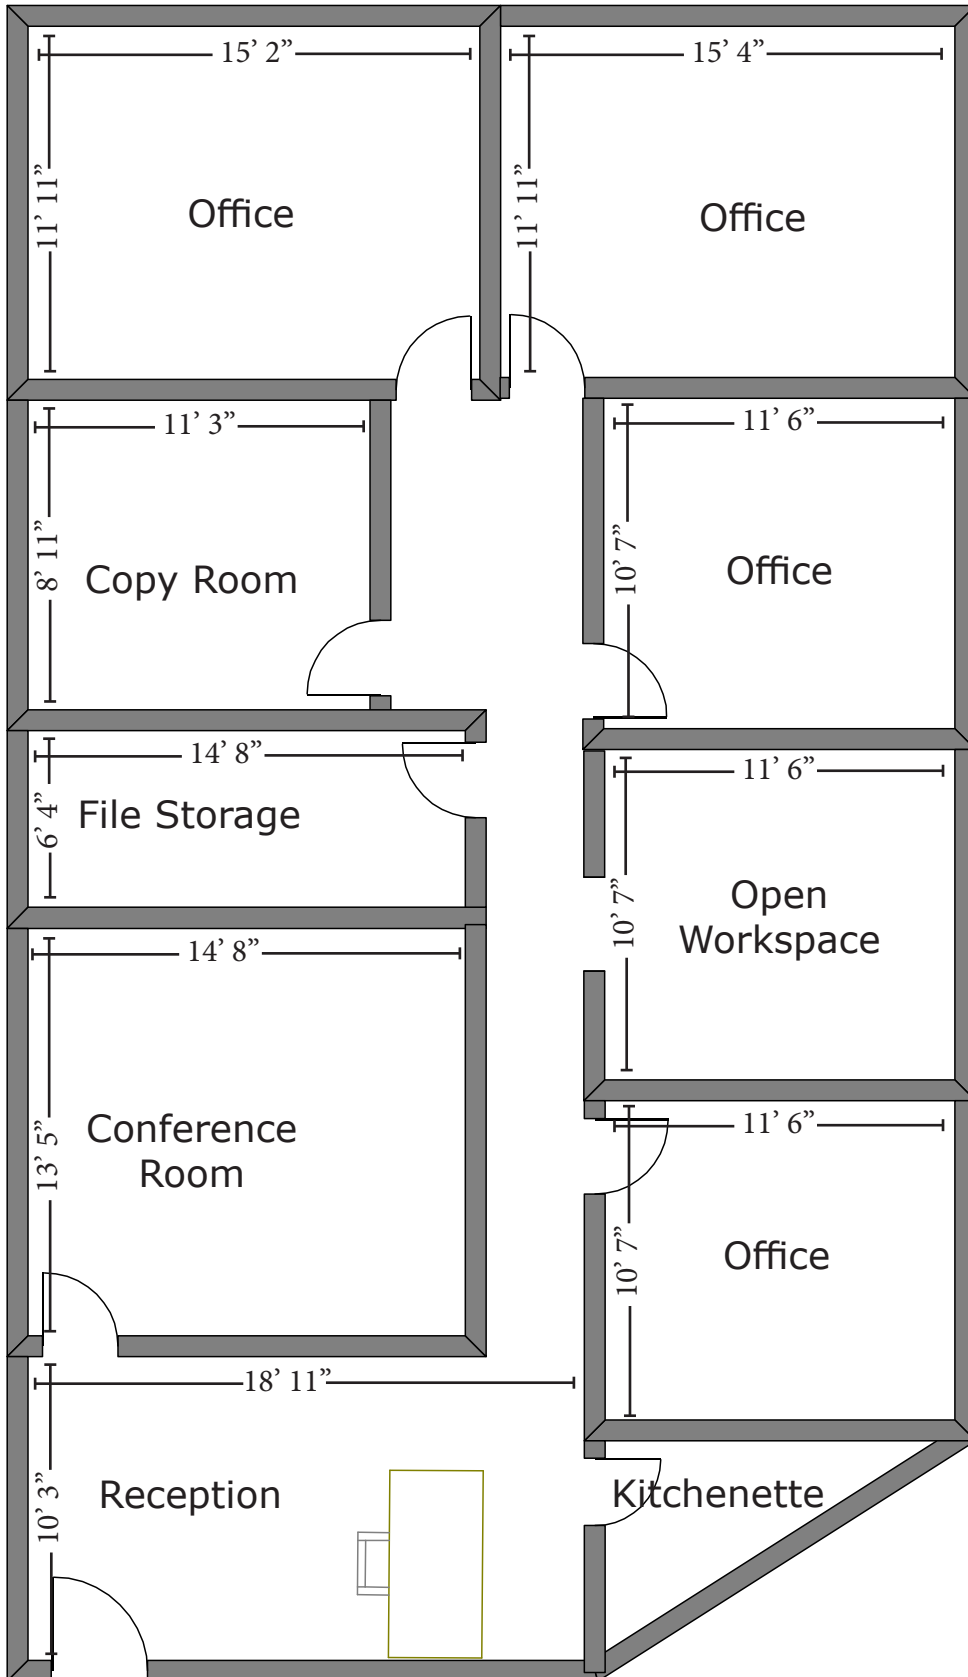 15’ 2”
15’ 4”
11’ 11”
11’ 11”
Office
Office
11’ 3”
11’ 6”
8’ 11”
10’ 7”
Copy Room
Office
14’ 8”
11’ 6”
6’ 4”
File Storage
10’ 7”
Open
Workspace
14’ 8”
13’ 5”
Conference
Room
11’ 6”
10’ 7”
Office
18’ 11”
10’ 3”
Reception
Kitchenette